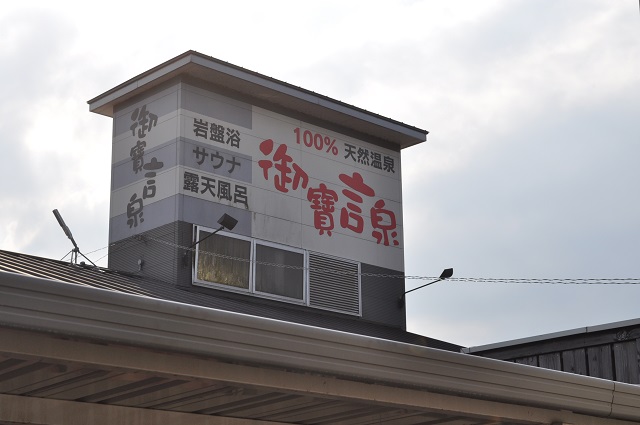 御寶言泉
岩盤浴
サウナ
露天風呂
100% 天然温泉
御寶言泉